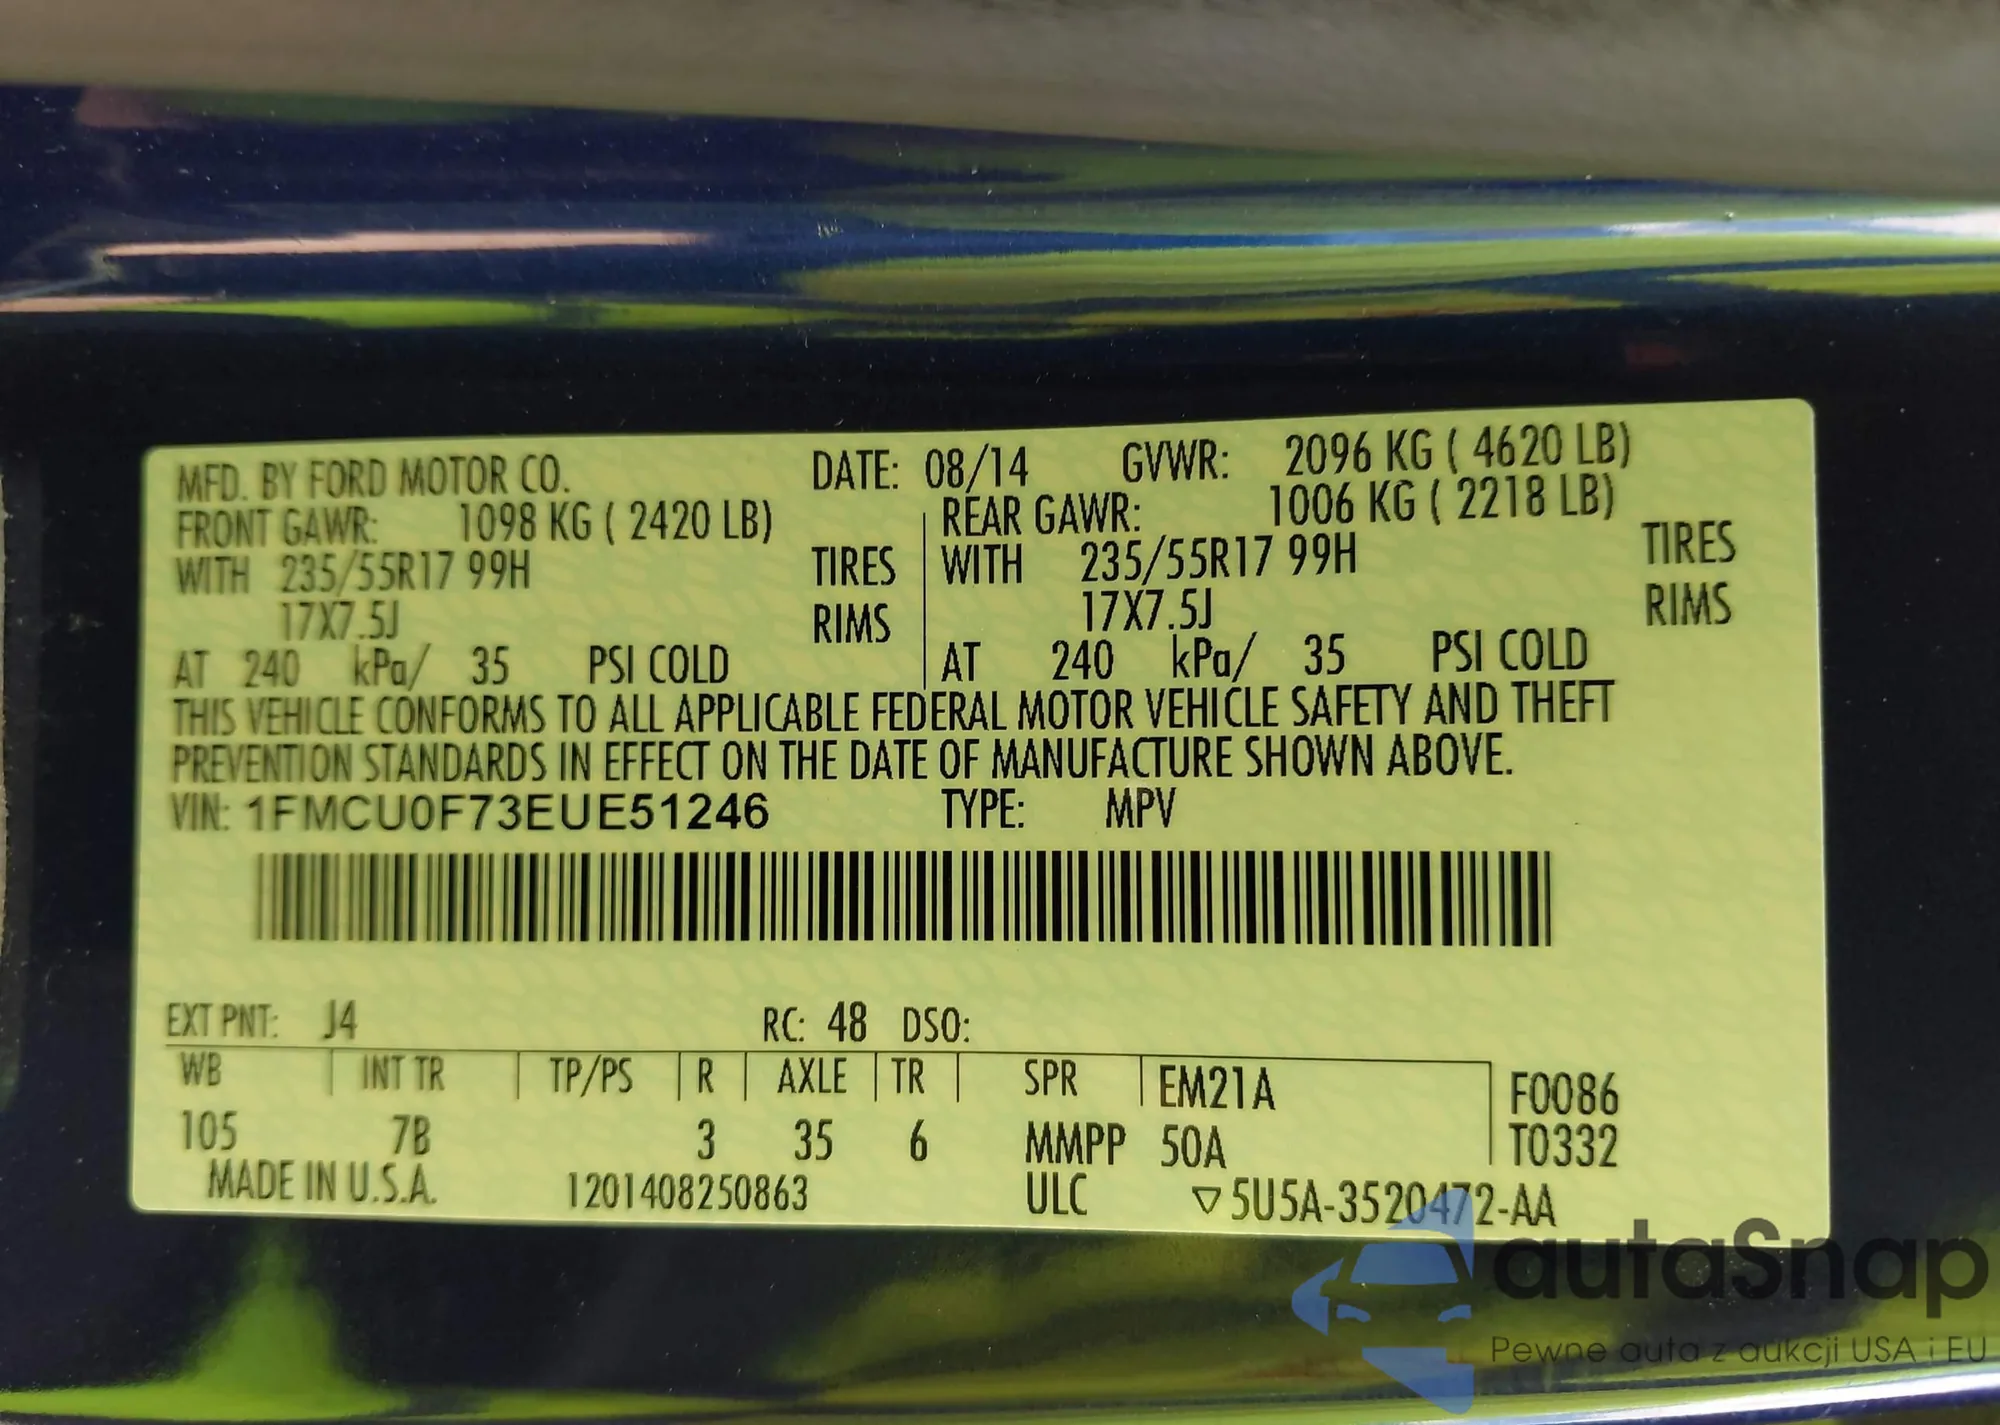 MFD. BY FORD MOTOR CO. DATE: 08/14 GVWR: 2096 KG ( 4620 LB)
FRONT GAWR: 1098 KG ( 2420 LB) REAR GAWR: 1006 KG ( 2218 LB)
WITH 235/55R17 99H TIRES WITH 235/55R17 99H TIRES
17X7.5J RIMS 17X7.5J RIMS
AT 240 kPa/ 35 PSI COLD AT 240 kPa/ 35 PSI COLD
THIS VEHICLE CONFORMS TO ALL APPLICABLE FEDERAL MOTOR VEHICLE SAFETY AND THEFT
PREVENTION STANDARDS IN EFFECT ON THE DATE OF MANUFACTURE SHOWN ABOVE.
VIN: 1FMCU0F73EUE51246 TYPE: MPV
EXT PNT: J4 RC: 48 DSO:
WB INT TR TP/PS R AXLE TR SPR EM21A F0086
105 7B 3 35 6 MMPP 50A T0332
MADE IN U.S.A. 1201408250863 ULC ▽5U5A-3520472-AA
autaSnap
Pewne auta z aukcji USA i EU